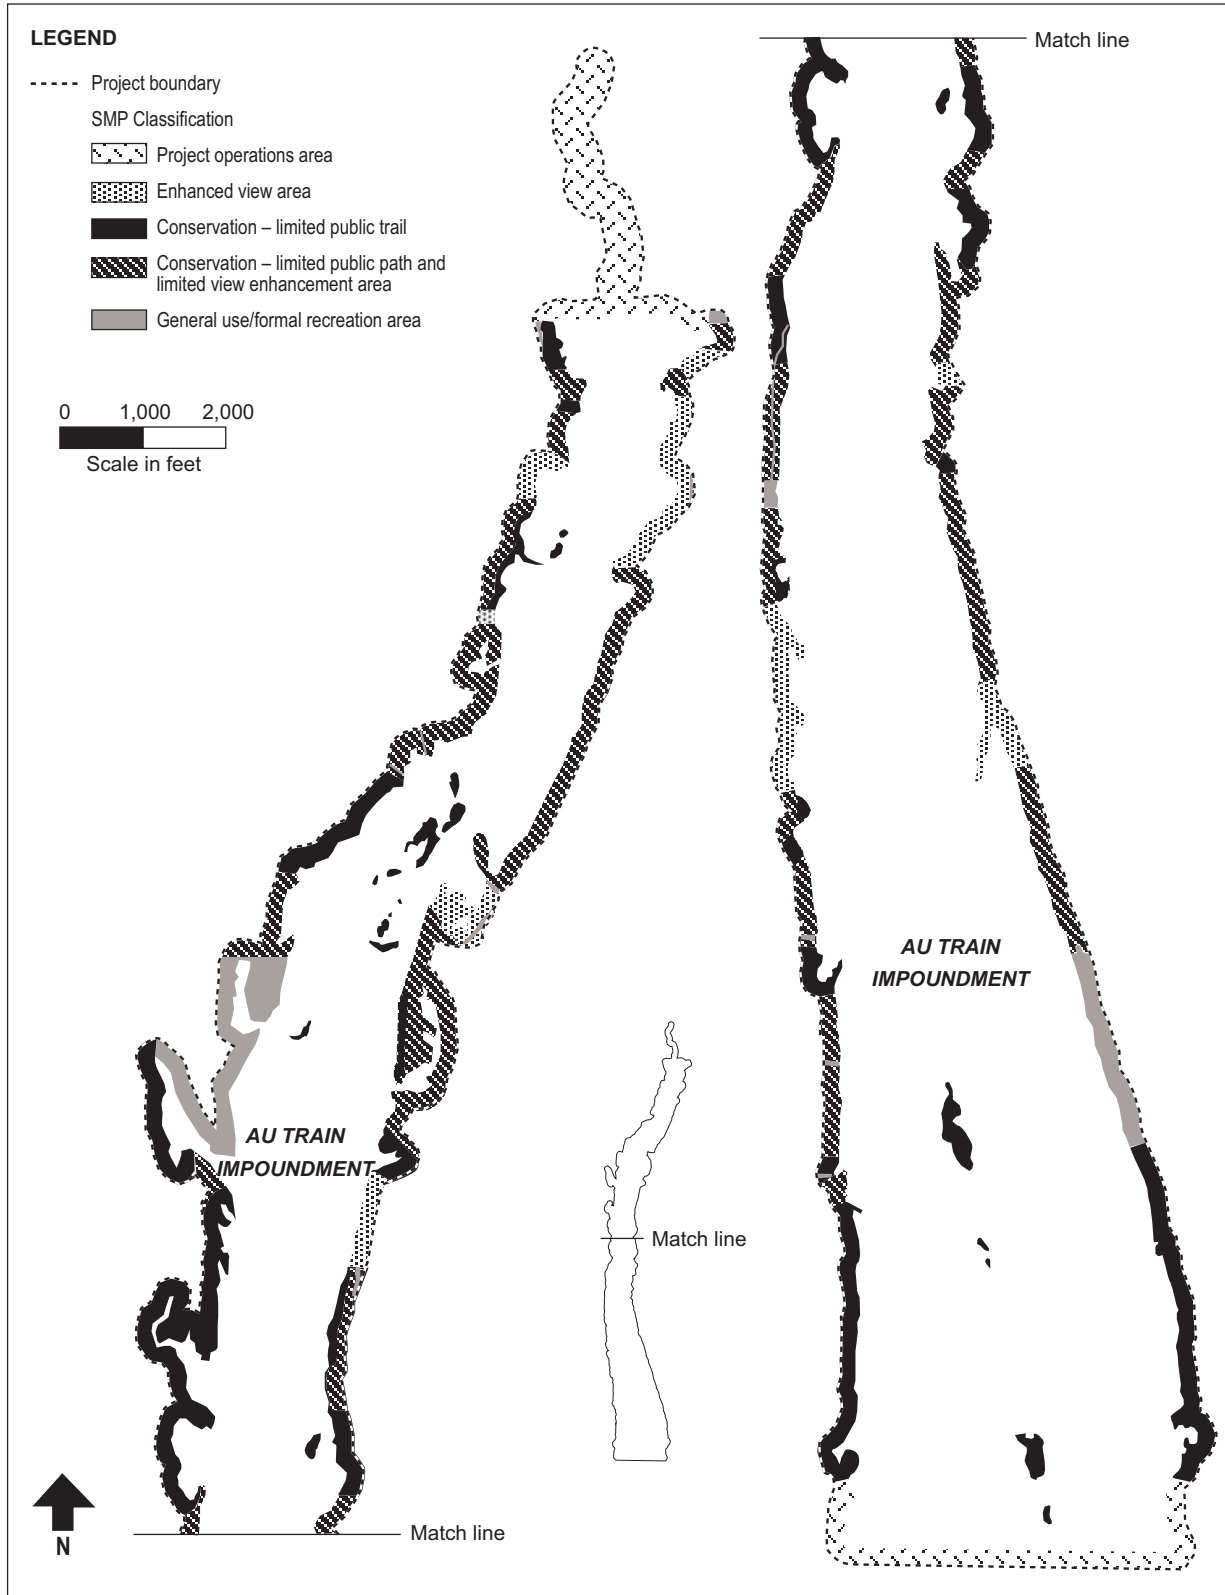 LEGEND
Project boundary
SMP Classification
Project operations area
Enhanced view area
Conservation – limited public trail
Conservation – limited public path and
limited view enhancement area
General use/formal recreation area
0 1,000 2,000
Scale in feet
Match line
AU TRAIN
IMPOUNDMENT
AU TRAIN
IMPOUNDMENT
Match line
Match line
N